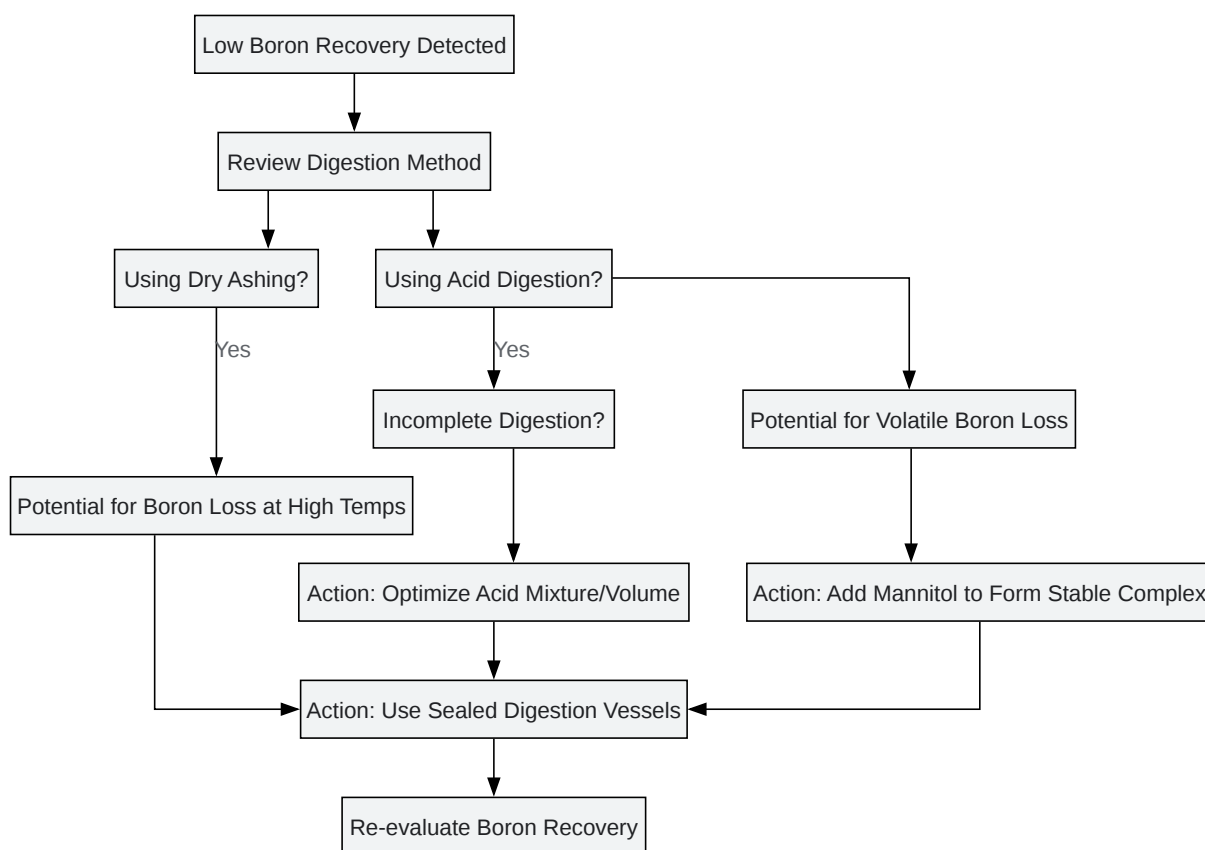 Low Boron Recovery Detected
Review Digestion Method
Using Dry Ashing?
Using Acid Digestion?
Yes
Yes
Incomplete Digestion?
Potential for Volatile Boron Loss
Potential for Boron Loss at High Temps
Action: Optimize Acid Mixture/Volume
Action: Add Mannitol to Form Stable Complex
Action: Use Sealed Digestion Vessels
Re-evaluate Boron Recovery